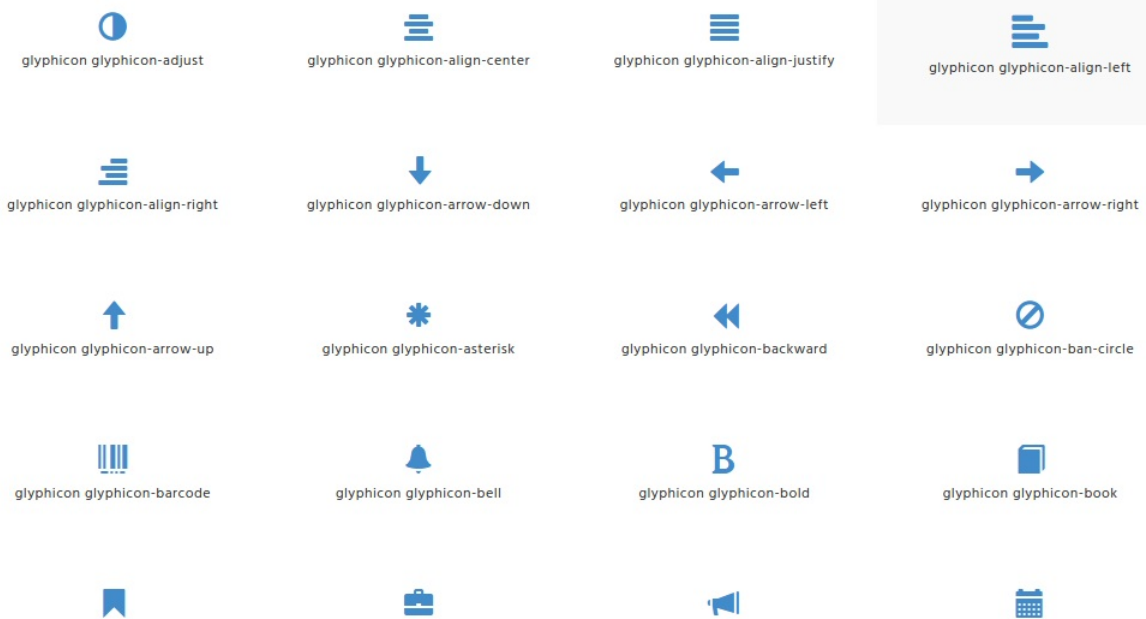 glyphicon glyphicon-adjust
glyphicon glyphicon-align-center
glyphicon glyphicon-align-justify
glyphicon glyphicon-align-left
glyphicon glyphicon-align-right
glyphicon glyphicon-arrow-down
glyphicon glyphicon-arrow-left
glyphicon glyphicon-arrow-right
glyphicon glyphicon-arrow-up
glyphicon glyphicon-asterisk
glyphicon glyphicon-backward
glyphicon glyphicon-ban-circle
glyphicon glyphicon-barcode
glyphicon glyphicon-bell
glyphicon glyphicon-bold
glyphicon glyphicon-book